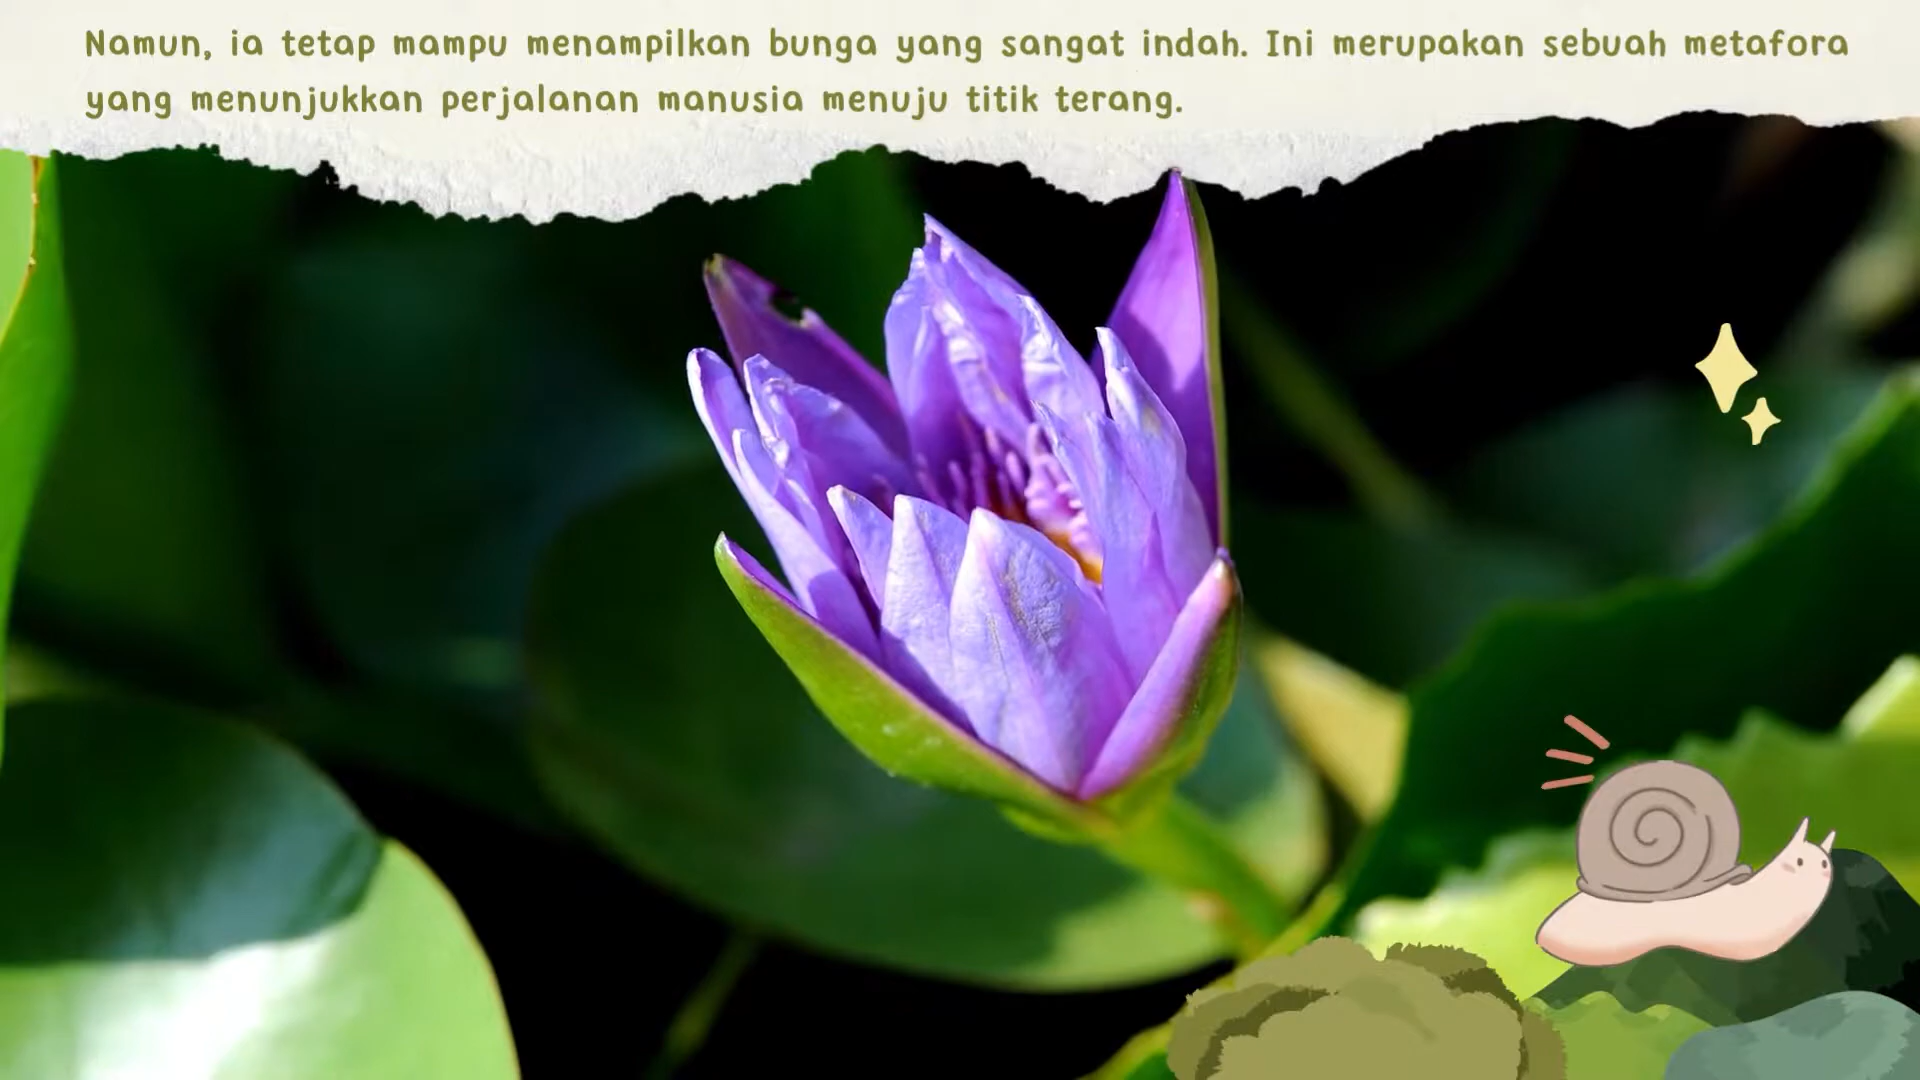 Namun, ia tetap mampu menampilkan bunga yang sangat indah. Ini merupakan sebuah metafora
yang menunjukkan perjalanan manusia menuju titik terang.